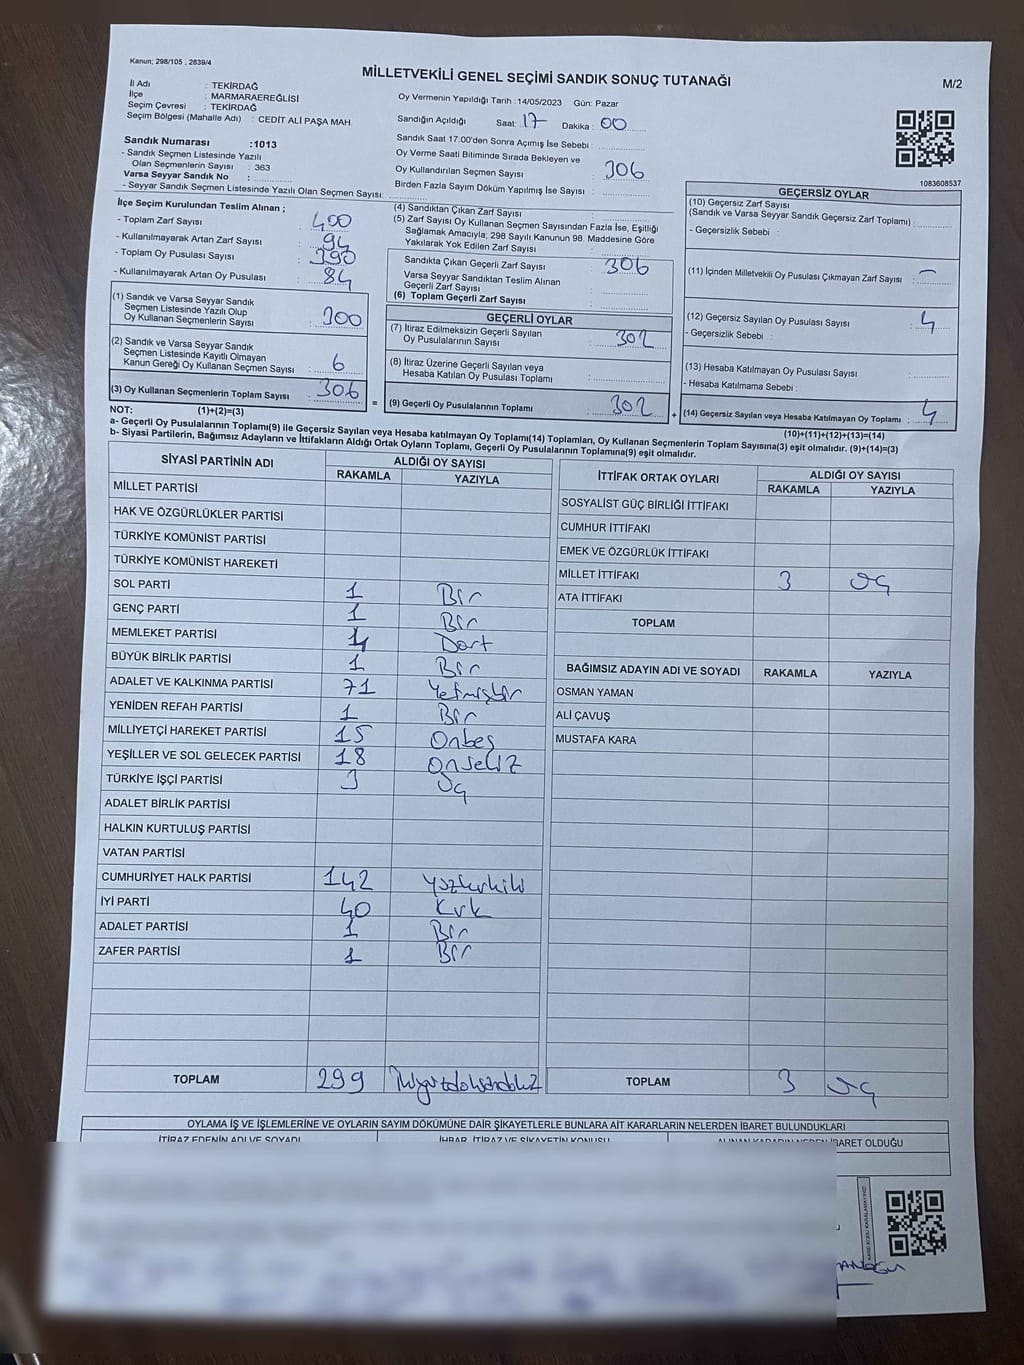 Kanun; 298/105 , 2839/4
MİLLETVEKİLİ GENEL SEÇİMİ SANDIK SONUÇ TUTANAĞI
M/2
İl Adı : TEKİRDAĞ
İlçe : MARMARAEREĞLİSİ
Seçim Çevresi : TEKİRDAĞ
Seçim Bölgesi (Mahalle Adı) : CEDİT ALİ PAŞA MAH.
Sandık Numarası :1013
- Sandık Seçmen Listesinde Yazılı
Olan Seçmenlerin Sayısı : 363
Varsa Seyyar Sandık No :
- Seyyar Sandık Seçmen Listesinde Yazılı Olan Seçmen Sayısı:
Oy Vermenin Yapıldığı Tarih :14/05/2023 Gün: Pazar
Sandığın Açıldığı Saat: 17 Dakika : 00
Sandık Saat 17:00'den Sonra Açımış İse Sebebi :
Oy Verme Saati Bitiminde Sırada Bekleyen ve
Oy Kullandırılan Seçmen Sayısı : 306
Birden Fazla Sayım Döküm Yapılmış İse Sayısı :
1083608537
İlçe Seçim Kurulundan Teslim Alınan ;
- Toplam Zarf Sayısı : 400
- Kullanılmayarak Artan Zarf Sayısı : 94
- Toplam Oy Pusulası Sayısı : 390
- Kullanılmayarak Artan Oy Pusulası : 84
(1) Sandık ve Varsa Seyyar Sandık
Seçmen Listesinde Yazılı Olup
Oy Kullanan Seçmenlerin Sayısı : 300
(2) Sandık ve Varsa Seyyar Sandık
Seçmen Listesinde Kayıtlı Olmayan
Kanun Gereği Oy Kullanan Seçmen Sayısı : 6
(3) Oy Kullanan Seçmenlerin Toplam Sayısı : 306
(4) Sandıktan Çıkan Zarf Sayısı :
(5) Zarf Sayısı Oy Kullanan Seçmen Sayısından Fazla İse, Eşitliği
Sağlamak Amacıyla; 298 Sayılı Kanunun 98. Maddesine Göre
Yakılarak Yok Edilen Zarf Sayısı :
Sandıkta Çıkan Geçerli Zarf Sayısı : 306
Varsa Seyyar Sandıktan Teslim Alınan
Geçerli Zarf Sayısı :
(6) Toplam Geçerli Zarf Sayısı :
GEÇERLİ OYLAR
(7) İtiraz Edilmeksizin Geçerli Sayılan
Oy Pusulalarının Sayısı : 302
(8) İtiraz Üzerine Geçerli Sayılan veya
Hesaba Katılan Oy Pusulası Toplamı :
= (9) Geçerli Oy Pusulalarının Toplamı : 302
GEÇERSİZ OYLAR
(10) Geçersiz Zarf Sayısı
(Sandık ve Varsa Seyyar Sandık Geçersiz Zarf Toplamı) :
- Geçersizlik Sebebi :
(11) İçinden Milletvekili Oy Pusulası Çıkmayan Zarf Sayısı : —
(12) Geçersiz Sayılan Oy Pusulası Sayısı : 4
- Geçersizlik Sebebi :
(13) Hesaba Katılmayan Oy Pusulası Sayısı :
- Hesaba Katılmama Sebebi :
+ (14) Geçersiz Sayılan veya Hesaba Katılmayan Oy Toplamı : 4
NOT: (1)+(2)=(3)
(10)+(11)+(12)+(13)=(14)
a- Geçerli Oy Pusulalarının Toplamı(9) ile Geçersiz Sayılan veya Hesaba Katılmayan Oy Toplamı(14) Toplamları, Oy Kullanan Seçmenlerin Toplam Sayısına(3) eşit olmalıdır. (9)+(14)=(3)
b- Siyasi Partilerin, Bağımsız Adayların ve İttifakların Aldığı Ortak Oyların Toplamı, Geçerli Oy Pusulalarının Toplamına(9) eşit olmalıdır.
SİYASİ PARTİNİN ADI ALDIĞI OY SAYISI
RAKAMLA YAZIYLA
MİLLET PARTİSİ
HAK VE ÖZGÜRLÜKLER PARTİSİ
TÜRKİYE KOMÜNİST PARTİSİ
TÜRKİYE KOMÜNİST HAREKETİ
SOL PARTİ 1 Bir
GENÇ PARTİ 1 Bir
MEMLEKET PARTİSİ 4 Dört
BÜYÜK BİRLİK PARTİSİ 1 Bir
ADALET VE KALKINMA PARTİSİ 71 Yetmişbir
YENİDEN REFAH PARTİSİ 1 Bir
MİLLİYETÇİ HAREKET PARTİSİ 15 Onbeş
YEŞİLLER VE SOL GELECEK PARTİSİ 18 Onsekiz
TÜRKİYE İŞÇİ PARTİSİ 3 Üç
ADALET BİRLİK PARTİSİ
HALKIN KURTULUŞ PARTİSİ
VATAN PARTİSİ
CUMHURİYET HALK PARTİSİ 142 Yüzkırkiki
İYİ PARTİ 40 Kırk
ADALET PARTİSİ 1 Bir
ZAFER PARTİSİ 1 Bir
TOPLAM 299 İkiyüzdoksandokuz
İTTİFAK ORTAK OYLARI ALDIĞI OY SAYISI
RAKAMLA YAZIYLA
SOSYALİST GÜÇ BİRLİĞİ İTTİFAKI
CUMHUR İTTİFAKI
EMEK VE ÖZGÜRLÜK İTTİFAKI
MİLLET İTTİFAKI 3 Üç
ATA İTTİFAKI
TOPLAM
BAĞIMSIZ ADAYIN ADI VE SOYADI RAKAMLA YAZIYLA
OSMAN YAMAN
ALİ ÇAVUŞ
MUSTAFA KARA
TOPLAM 3 Üç
OYLAMA İŞ VE İŞLEMLERİNE VE OYLARIN SAYIM DÖKÜMÜNE DAİR ŞİKAYETLERLE BUNLARA AİT KARARLARIN NELERDEN İBARET BULUNDUKLARI
İTİRAZ EDENİN ADI VE SOYADI İHBAR, İTİRAZ VE ŞİKAYETİN KONUSU ALINAN KARARIN NEDEN İBARET OLDUĞU
KARE KODU KARALAMAYINIZ